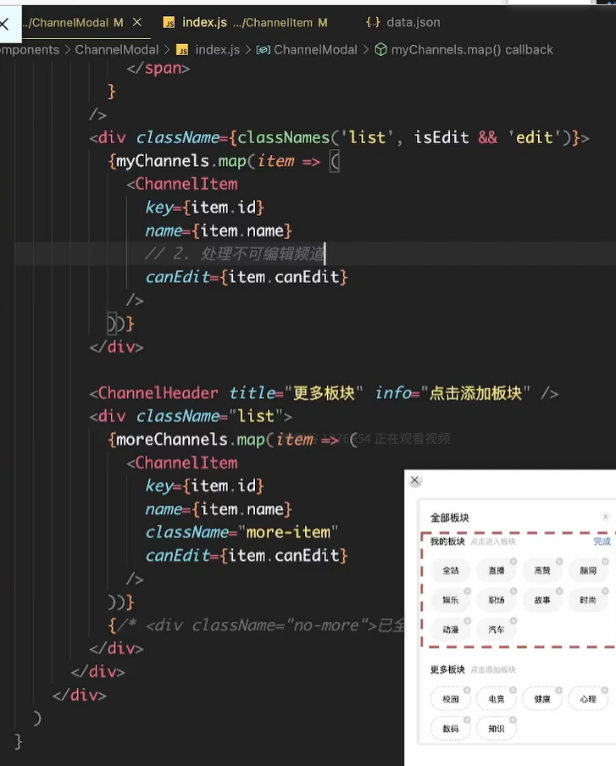 ../ChannelModal M
index.js .../ChannelItem M
{..} data.json
omponents > ChannelModal > index.js > ChannelModal > myChannels.map() callback
</span>
}
/>
<div className={classNames('list', isEdit && 'edit')}>
{myChannels.map(item => (
<ChannelItem
key={item.id}
name={item.name}
// 2. 处理不可编辑频道
canEdit={item.canEdit}
/>
))}
</div>
<ChannelHeader title="更多板块" info="点击添加板块" />
<div className="list">
{moreChannels.map(item => (
正在观看视频
<ChannelItem
key={item.id}
name={item.name}
className="more-item"
canEdit={item.canEdit}
/>
))}
{/* <div className="no-more">已全
</div>
</div>
</div>
)
}
全部板块
我的板块 点击进入板块 完成
全站 直播 高赞 脑洞
娱乐 职场 故事 时尚
动漫 汽车
更多板块 点击添加板块
校园 电竞 健康 心理
数码 知识